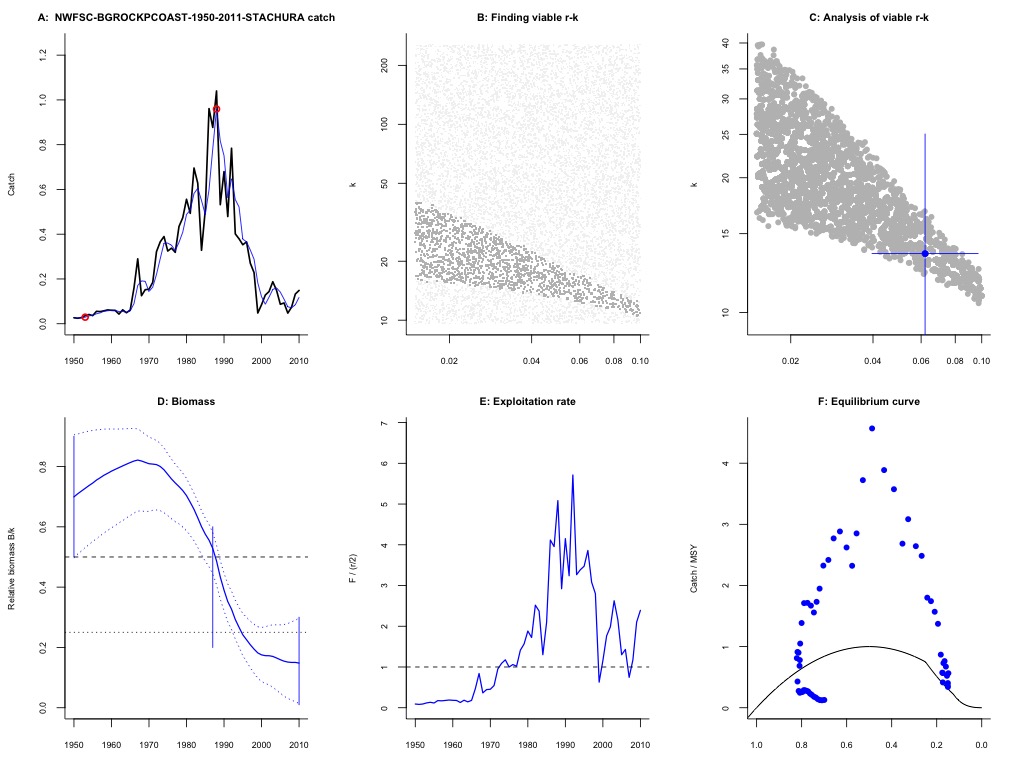 A:  NWFSC-BGROCKPCOAST-1950-2011-STACHURA catch
Catch
0.0 0.2 0.4 0.6 0.8 1.0 1.2
1950 1960 1970 1980 1990 2000 2010
B: Finding viable r-k
k
10 20 50 100 200
0.02 0.04 0.06 0.08 0.10
C: Analysis of viable r-k
k
10 15 20 25 30 35 40
0.02 0.04 0.06 0.08 0.10
D: Biomass
Relative biomass B/k
0.0 0.2 0.4 0.6 0.8
1950 1960 1970 1980 1990 2000 2010
E: Exploitation rate
F / (r/2)
0 1 2 3 4 5 6 7
1950 1960 1970 1980 1990 2000 2010
F: Equilibrium curve
Catch / MSY
0 1 2 3 4
1.0 0.8 0.6 0.4 0.2 0.0